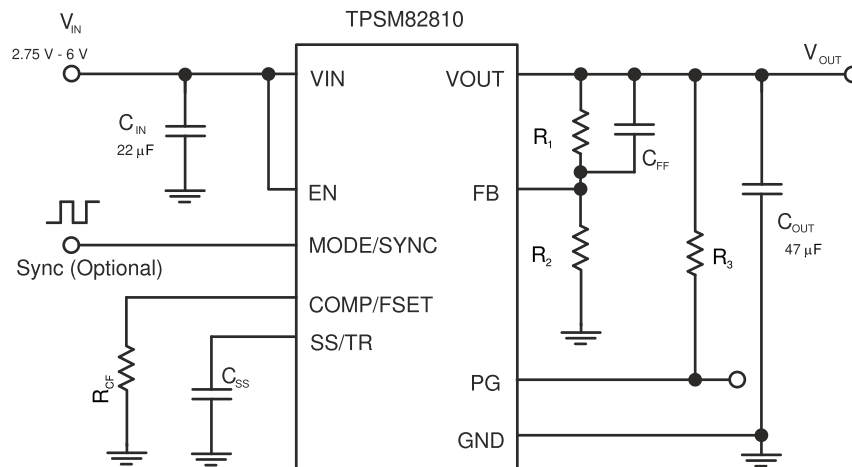 TPSM82810
V_IN
2.75 V - 6 V
VIN
VOUT
V_OUT
C_IN
22 μF
R_1
C_FF
EN
FB
C_OUT
47 μF
MODE/SYNC
R_2
R_3
Sync (Optional)
COMP/FSET
SS/TR
R_CF
C_SS
PG
GND